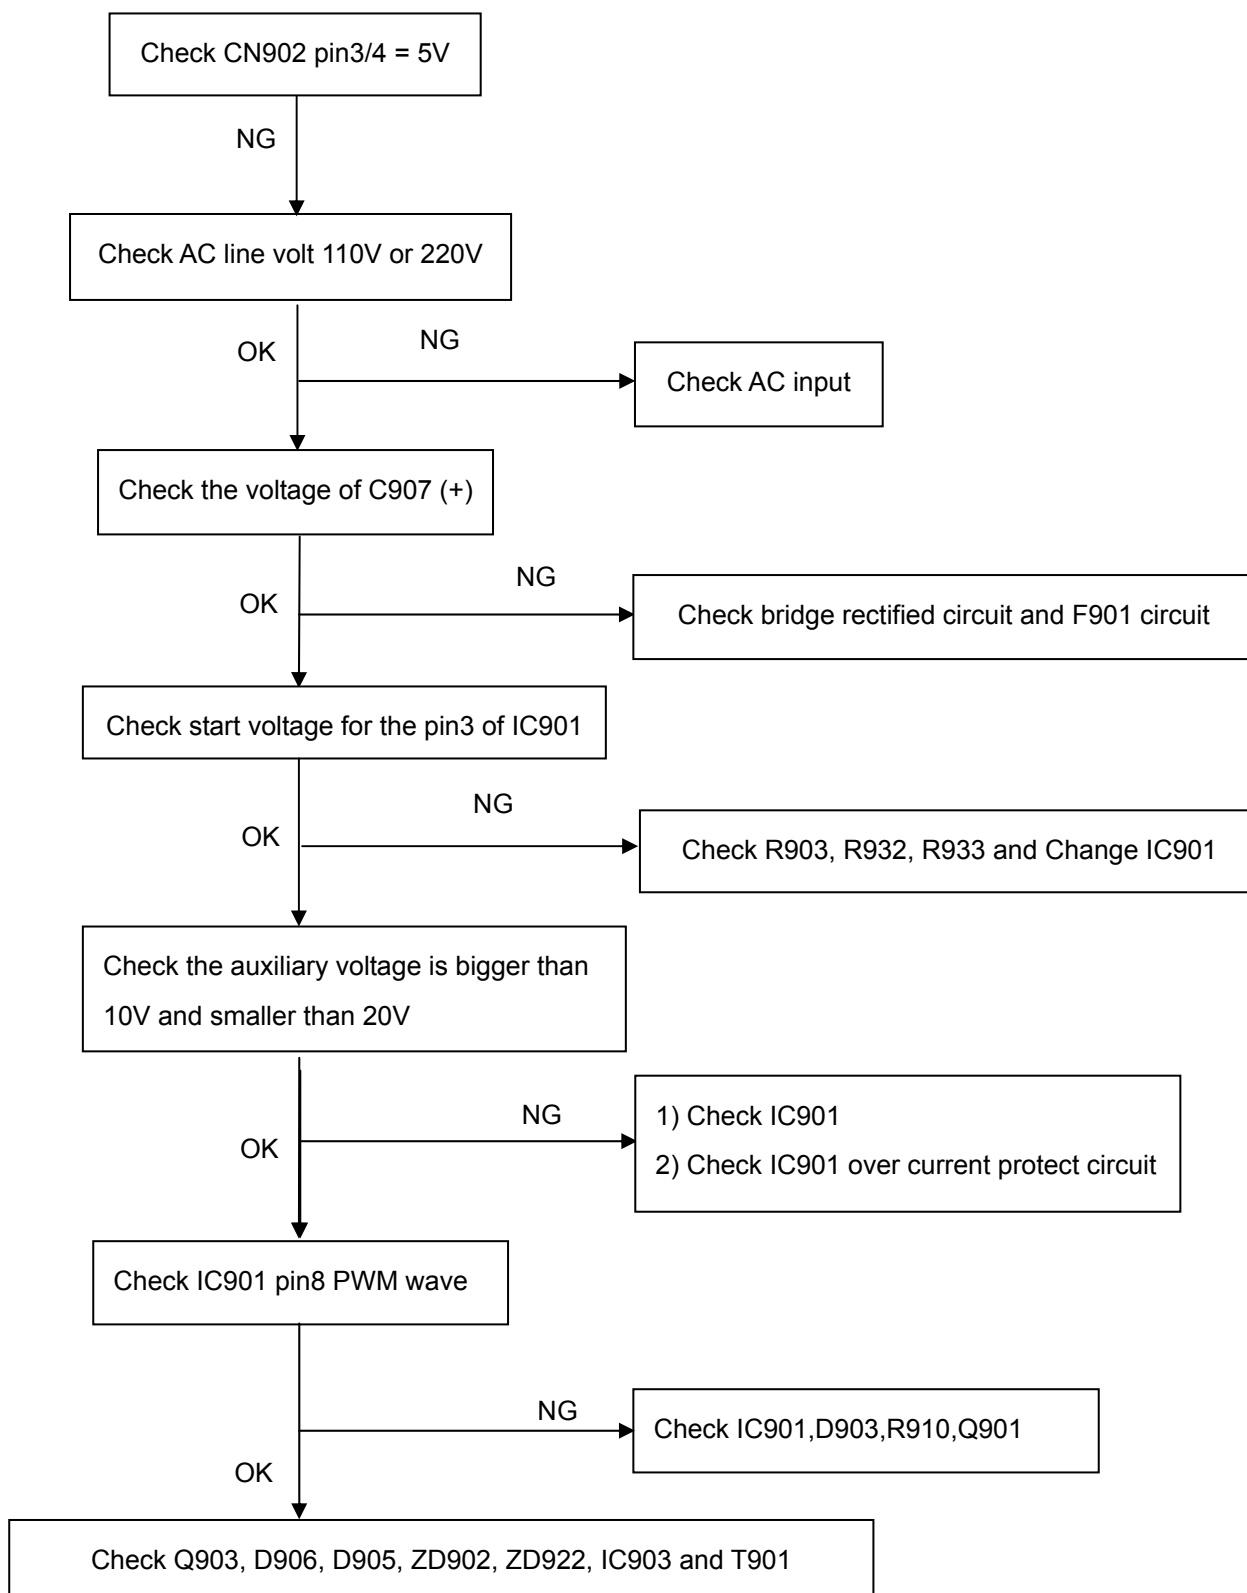 Check CN902 pin3/4 = 5V
NG
Check AC line volt 110V or 220V
OK
NG
Check AC input
Check the voltage of C907 (+)
OK
NG
Check bridge rectified circuit and F901 circuit
Check start voltage for the pin3 of IC901
OK
NG
Check R903, R932, R933 and Change IC901
Check the auxiliary voltage is bigger than
10V and smaller than 20V
OK
NG
1) Check IC901
2) Check IC901 over current protect circuit
Check IC901 pin8 PWM wave
NG
Check IC901,D903,R910,Q901
OK
Check Q903, D906, D905, ZD902, ZD922, IC903 and T901